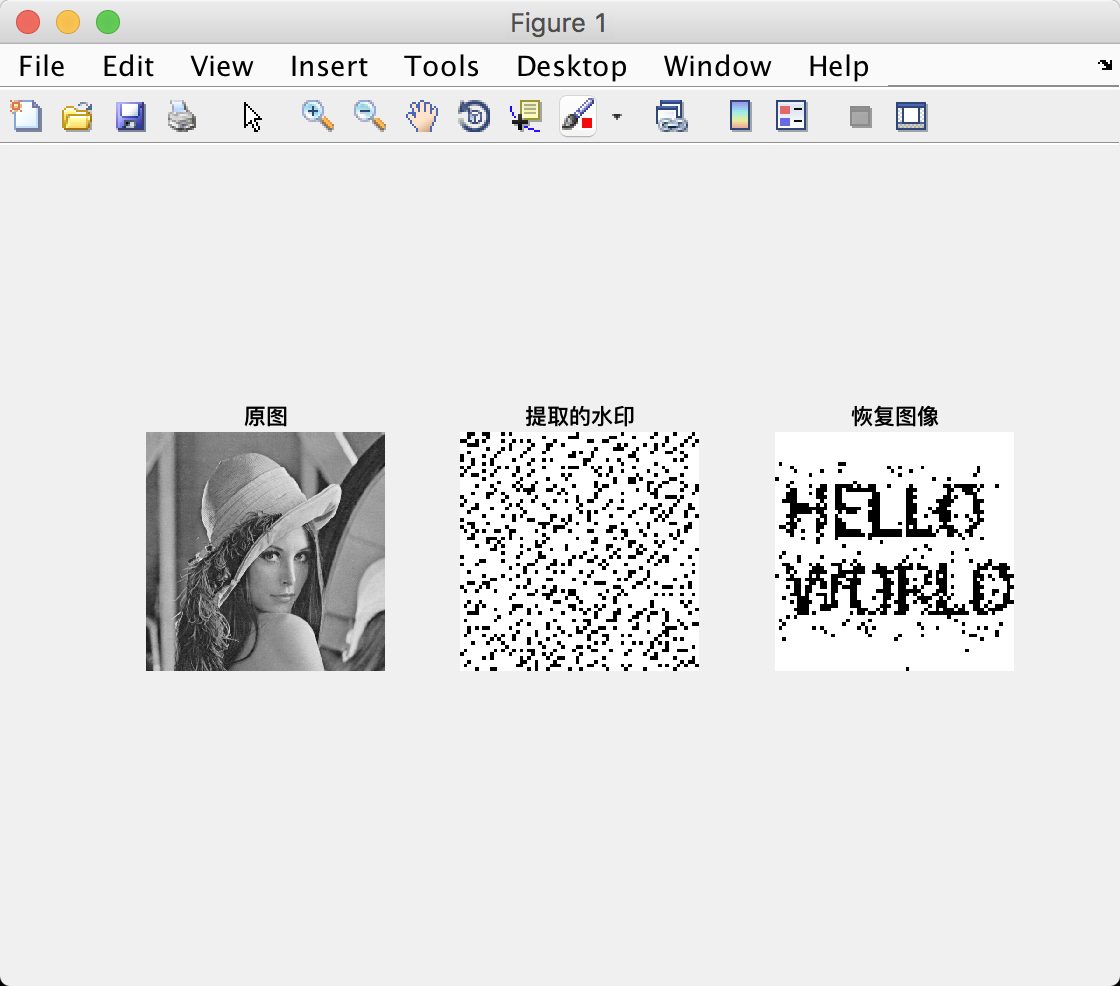 Figure 1
File Edit View Insert Tools Desktop Window Help
原图 提取的水印 恢复图像
HELLO
WORLD